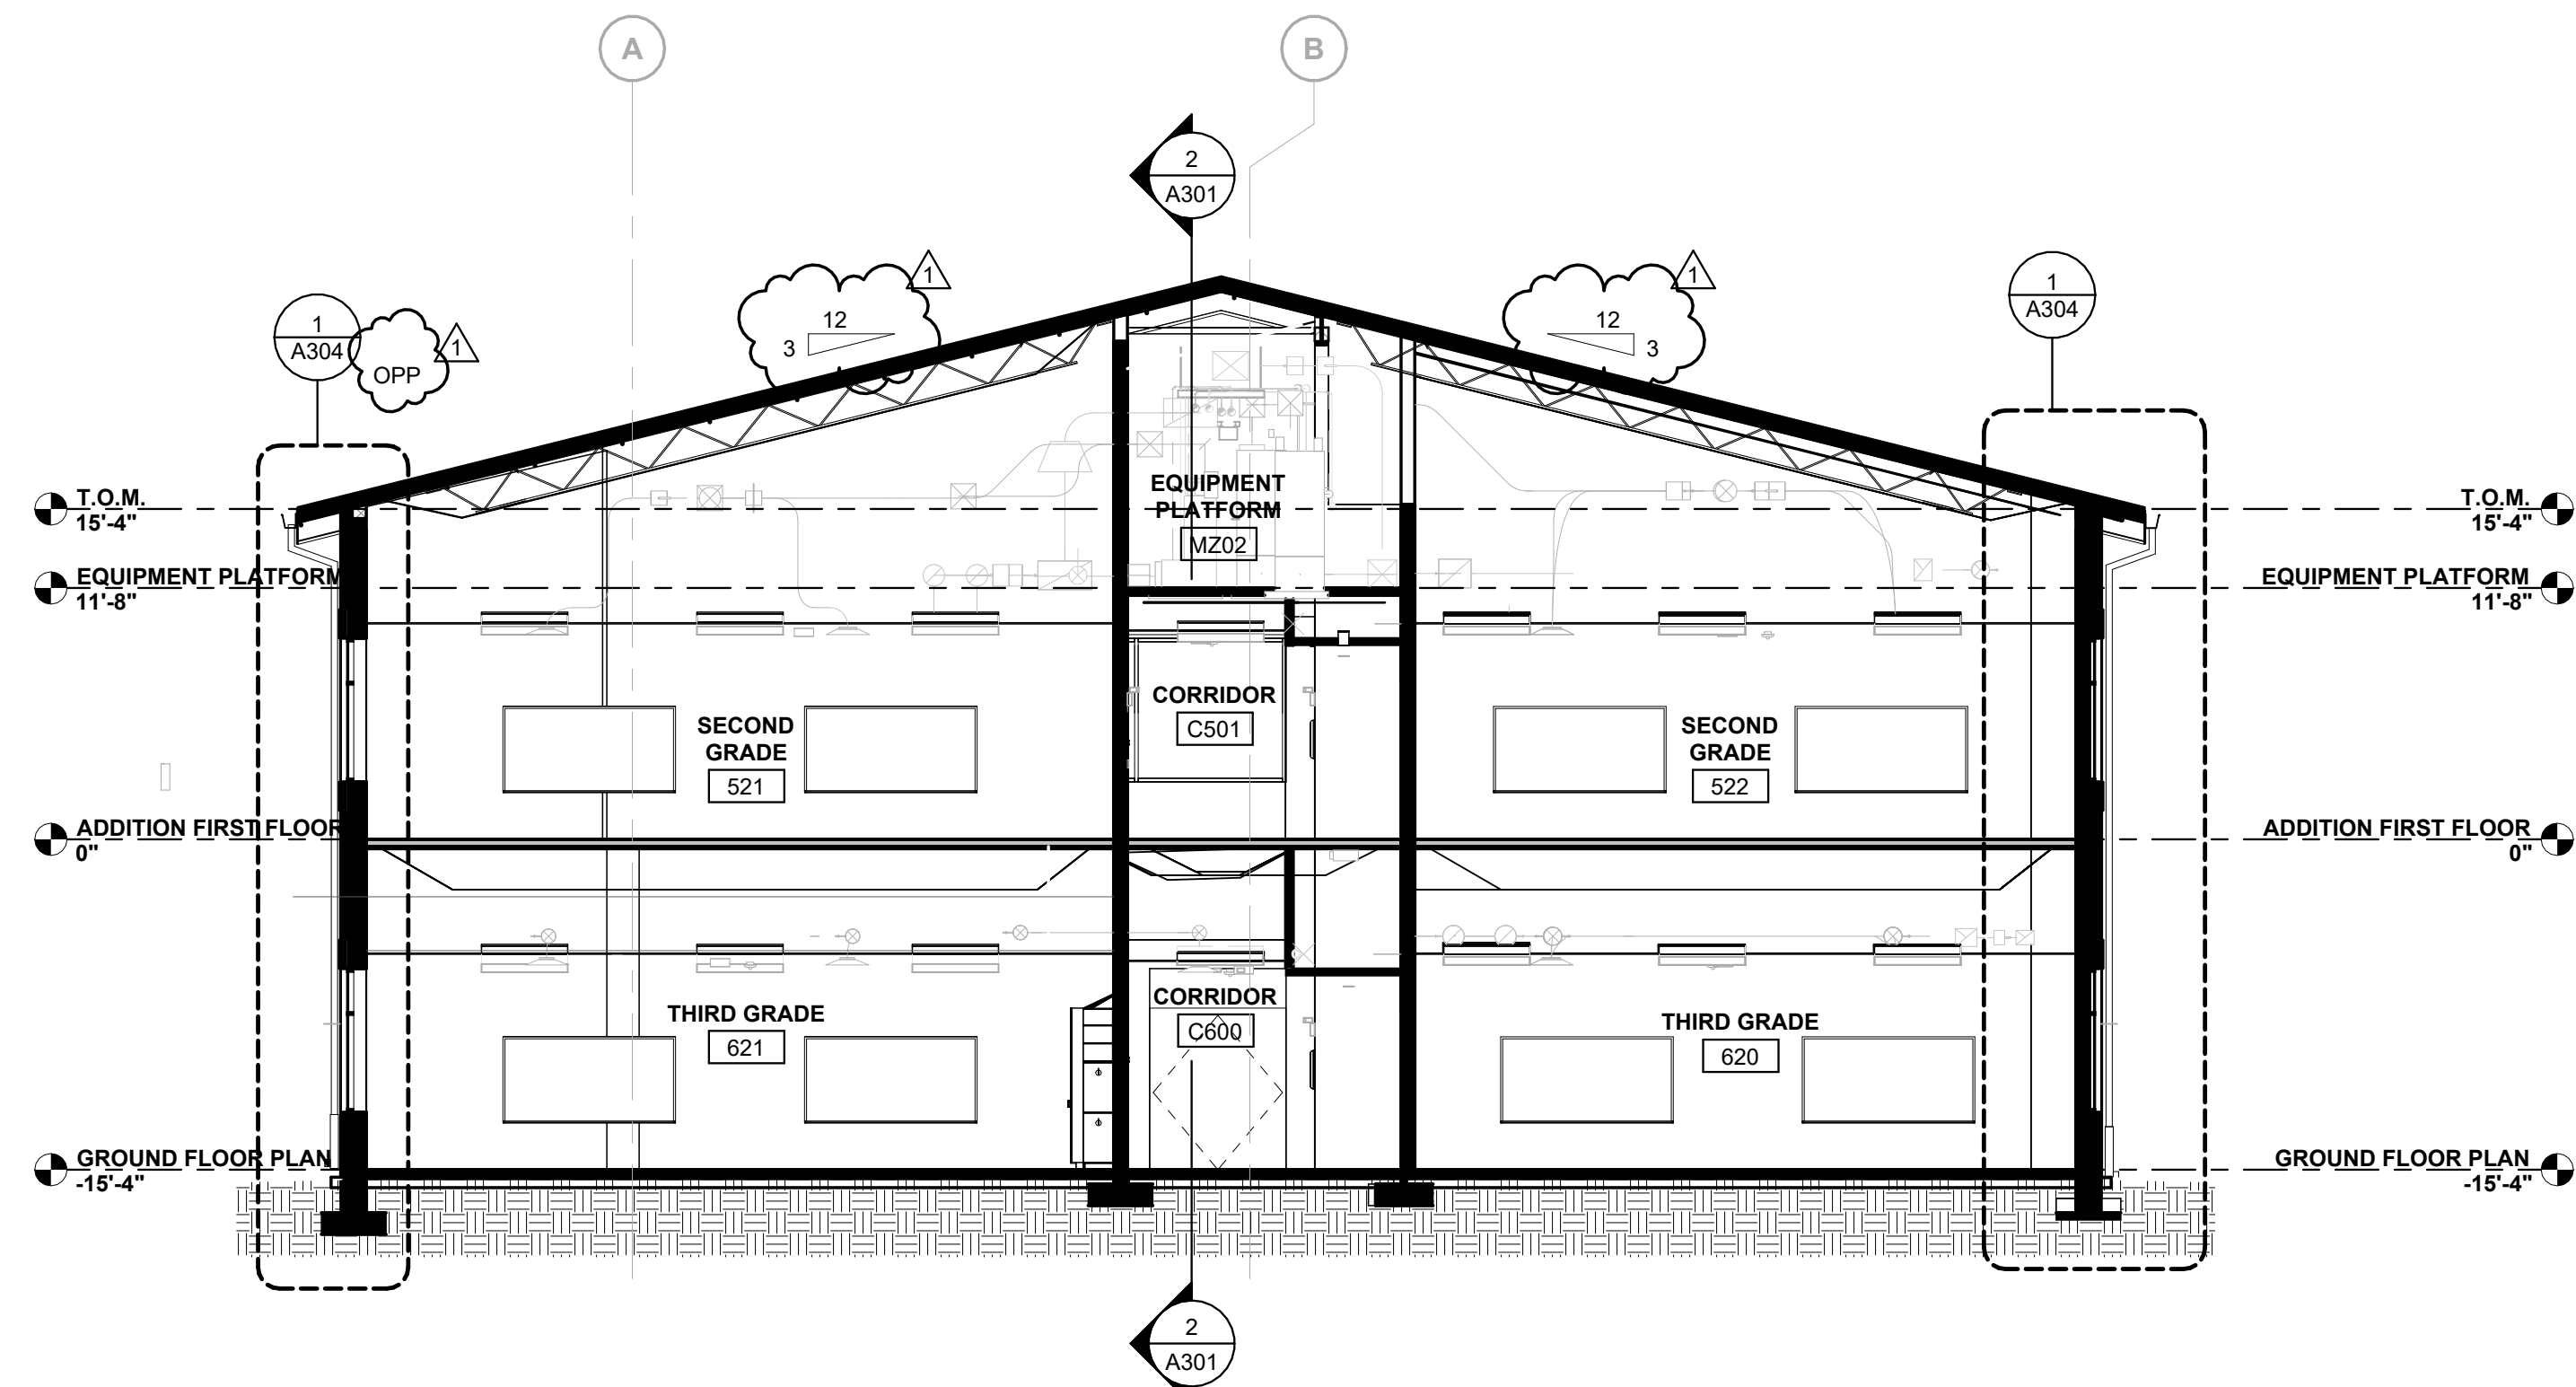 A
B
2
A301
1
1
12
3
12
3
1
A304
1
OPP
1
A304
EQUIPMENT
PLATFORM
MZ02
T.O.M.
15'-4"
T.O.M.
15'-4"
EQUIPMENT PLATFORM
11'-8"
EQUIPMENT PLATFORM
11'-8"
CORRIDOR
C501
SECOND
GRADE
521
SECOND
GRADE
522
ADDITION FIRST FLOOR
0"
ADDITION FIRST FLOOR
0"
CORRIDOR
C600
THIRD GRADE
621
THIRD GRADE
620
GROUND FLOOR PLAN
-15'-4"
GROUND FLOOR PLAN
-15'-4"
2
A301